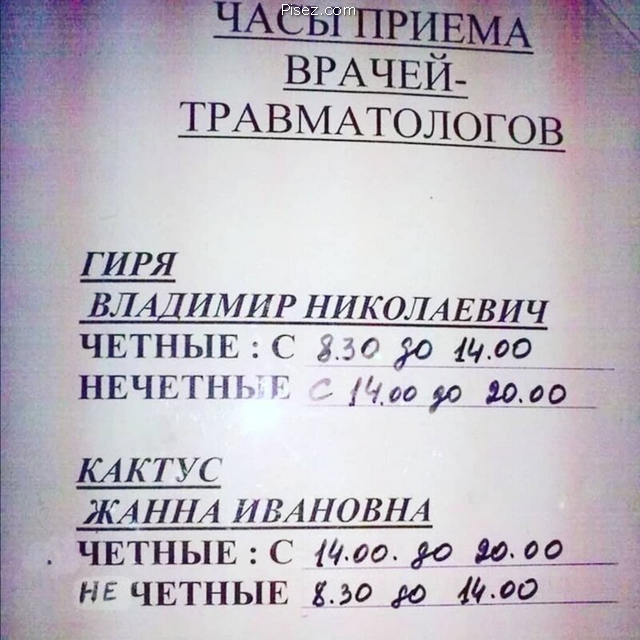 Pisez.com
ЧАСЫ ПРИЕМА
ВРАЧЕЙ-
ТРАВМАТОЛОГОВ
ГИРЯ
ВЛАДИМИР НИКОЛАЕВИЧ
ЧЕТНЫЕ : С 8.30 до 14.00
НЕЧЕТНЫЕ С 14.00 до 20.00
КАКТУС
ЖАННА ИВАНОВНА
ЧЕТНЫЕ : С 14.00. до 20.00
НЕ ЧЕТНЫЕ 8.30 до 14.00